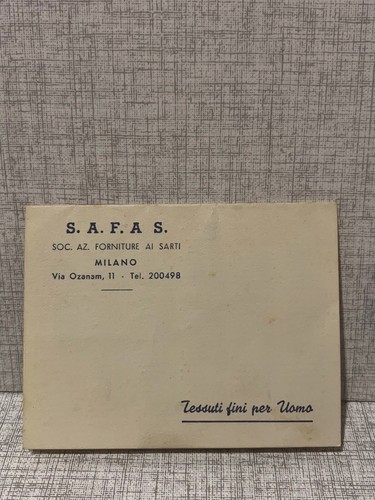 S. A. F. A S.
SOC. AZ. FORNITURE AI SARTI
MILANO
Via Ozanam, 11 - Tel. 200498
Tessuti fini per Uomo